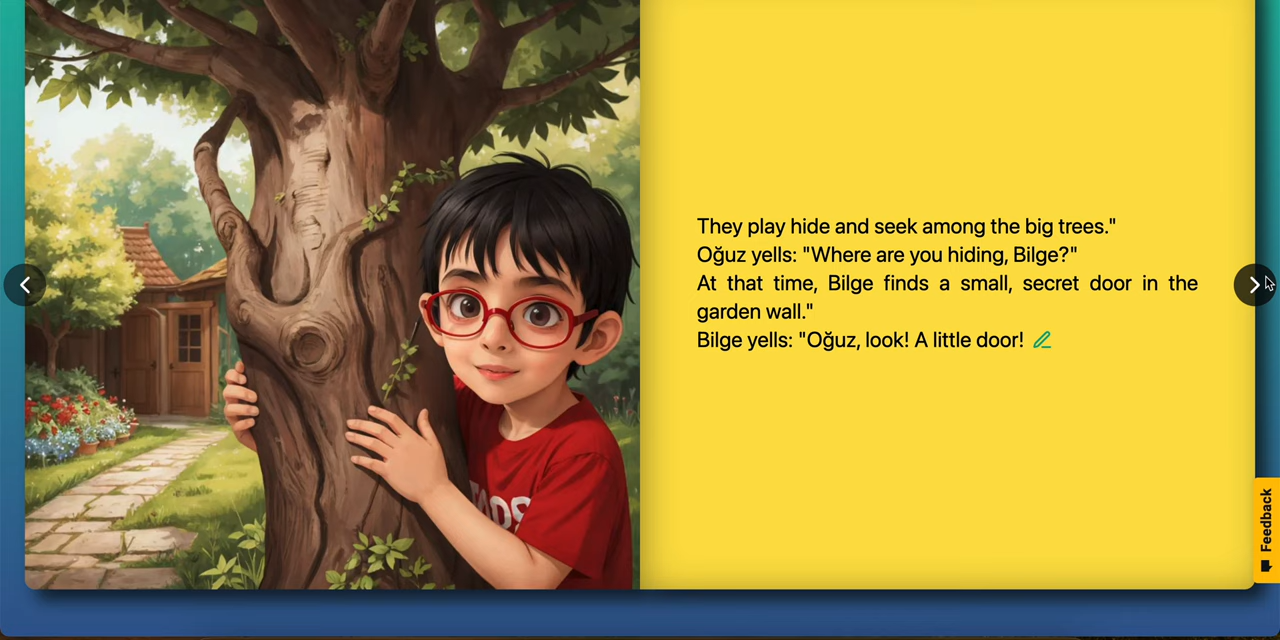 They play hide and seek among the big trees."
Oğuz yells: "Where are you hiding, Bilge?"
At that time, Bilge finds a small, secret door in the
garden wall."
Bilge yells: "Oğuz, look! A little door!
Feedback